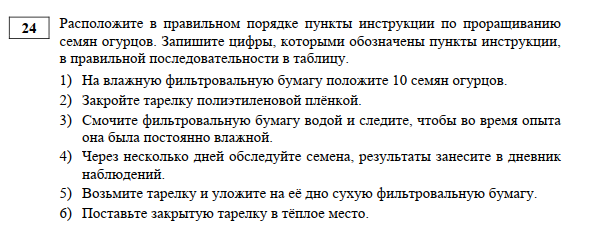 24 Расположите в правильном порядке пункты инструкции по проращиванию
семян огурцов. Запишите цифры, которыми обозначены пункты инструкции,
в правильной последовательности в таблицу.
1) На влажную фильтровальную бумагу положите 10 семян огурцов.
2) Закройте тарелку полиэтиленовой плёнкой.
3) Смочите фильтровальную бумагу водой и следите, чтобы во время опыта
она была постоянно влажной.
4) Через несколько дней обследуйте семена, результаты занесите в дневник
наблюдений.
5) Возьмите тарелку и уложите на её дно сухую фильтровальную бумагу.
6) Поставьте закрытую тарелку в тёплое место.